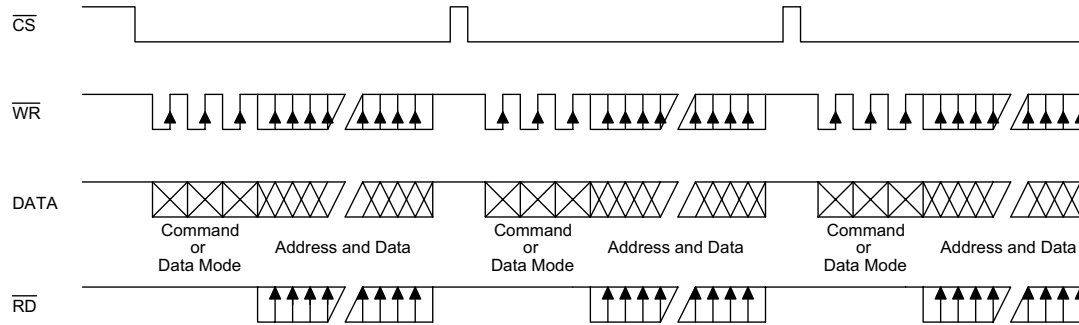 CS
WR
DATA
Command
or
Data Mode
Address and Data
Command
or
Data Mode
Address and Data
Command
or
Data Mode
Address and Data
RD